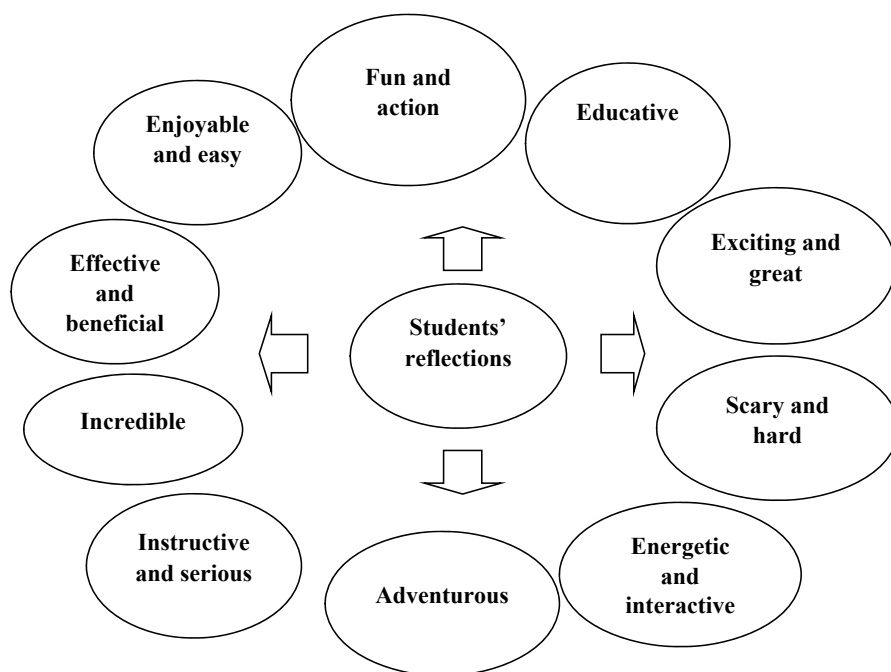 Fun and
action
Educative
Enjoyable
and easy
Exciting and
great
Effective
and
beneficial
Students’
reflections
Scary and
hard
Incredible
Energetic
and
interactive
Instructive
and serious
Adventurous